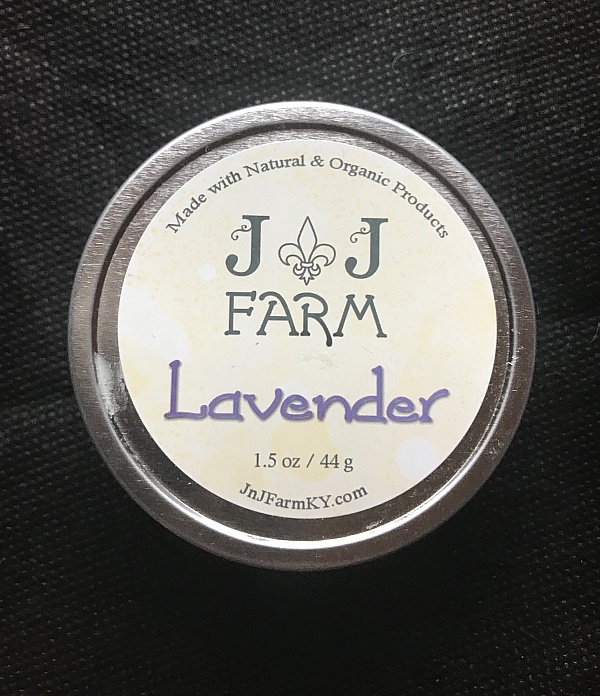 Made with Natural & Organic Products
J J
FARM
Lavender
1.5 oz / 44 g
JnJFarmKY.com